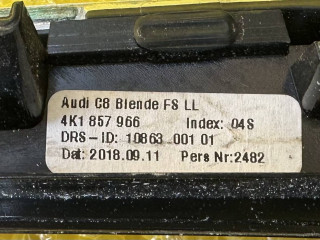 Audi C8 Blende FS LL
4K1 857 966 Index: 04S
DRS-ID: 10863 001 01
Dat: 2018.09.11 Pers Nr:2482